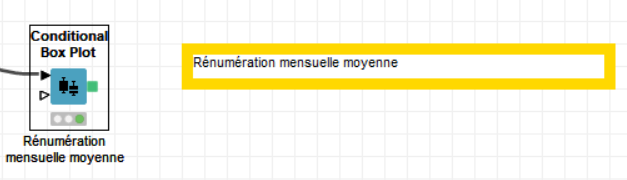 Conditional
Box Plot
Rénumération mensuelle moyenne
Rénumération
mensuelle moyenne